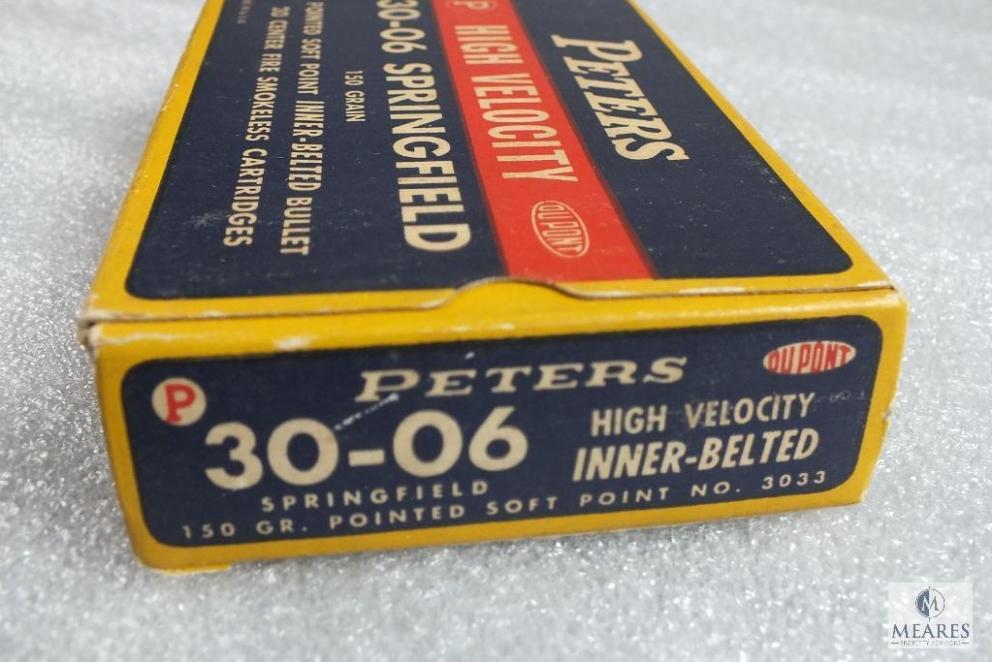 PETERS
P HIGH VELOCITY DU PONT
30-06 SPRINGFIELD
150 GRAIN
POINTED SOFT POINT INNER-BELTED BULLET
20 CENTER FIRE SMOKELESS CARTRIDGES
PETERS
DU PONT
P
30-06
HIGH VELOCITY
INNER-BELTED
SPRINGFIELD
150 GR. POINTED SOFT POINT NO. 3033
M
MEARES
PROPERTY ADVISORS